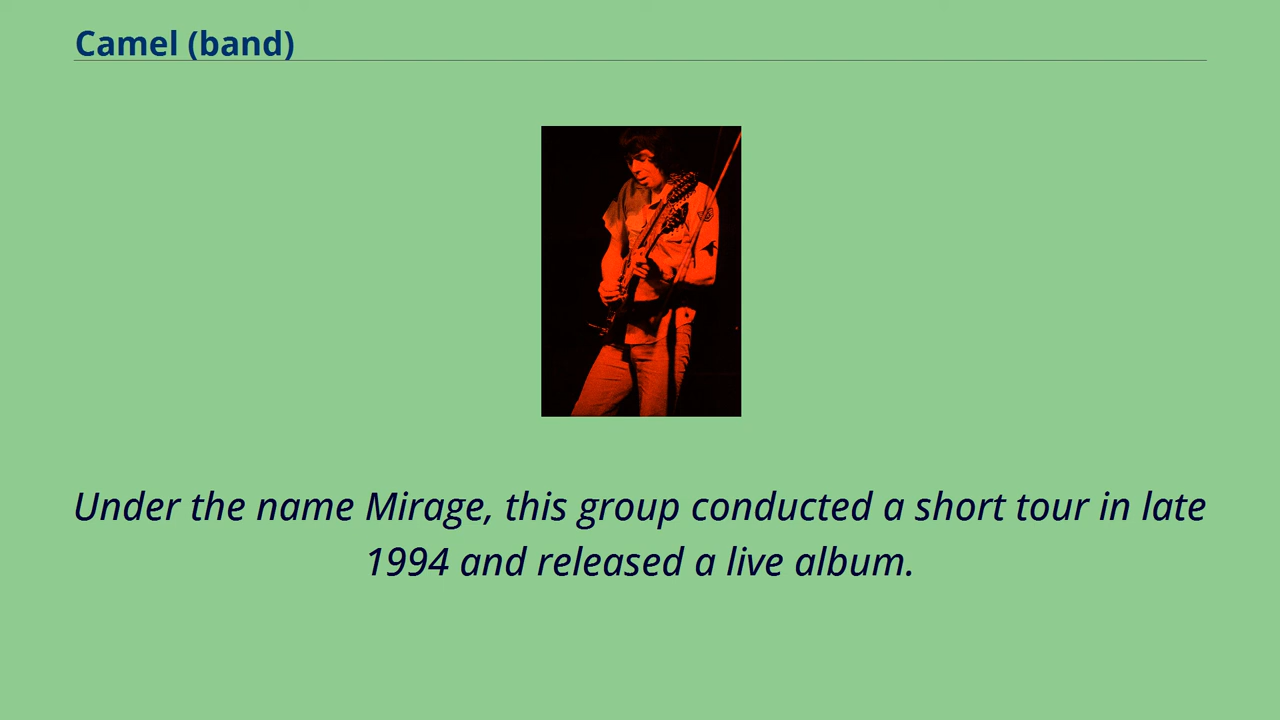 Camel (band)
Under the name Mirage, this group conducted a short tour in late
1994 and released a live album.